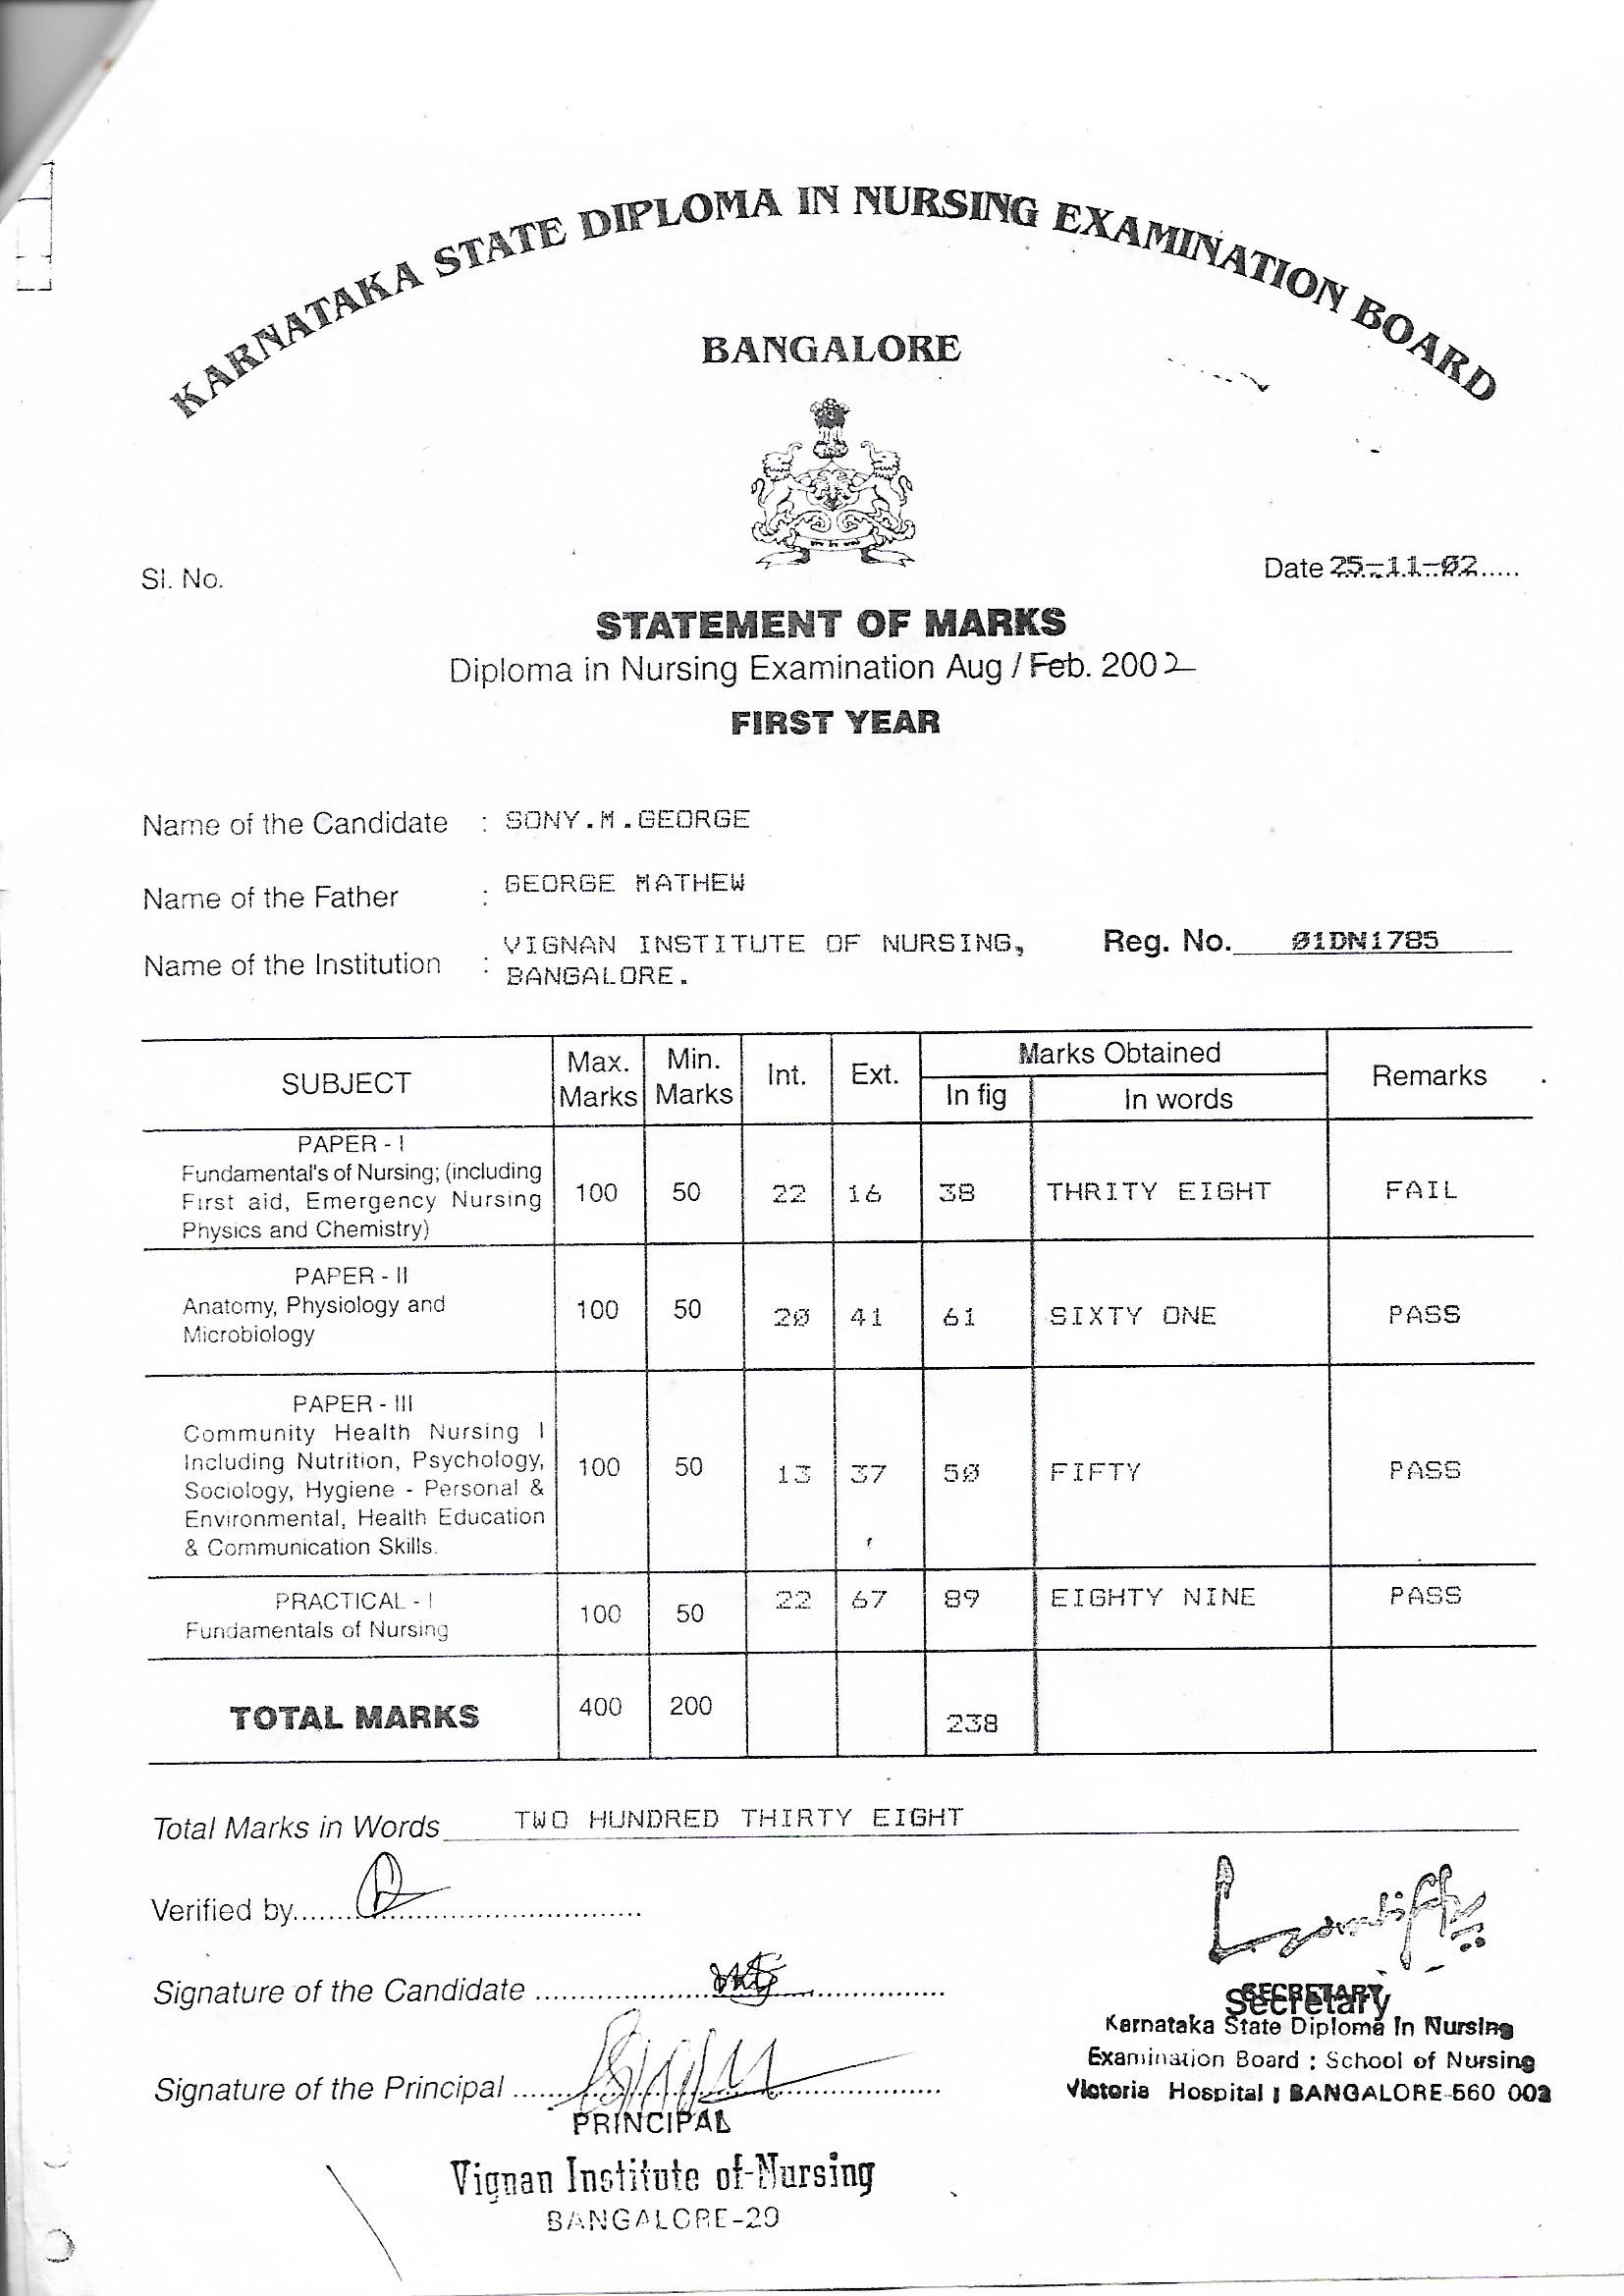 KARNATAKA STATE DIPLOMA IN NURSING EXAMINATION BOARD
BANGALORE
Sl. No.
Date 25-11-02
STATEMENT OF MARKS
Diploma in Nursing Examination Aug / Feb. 2002
FIRST YEAR
Name of the Candidate : SONY.M.GEORGE
Name of the Father : GEORGE MATHEW
Name of the Institution : VIGNAN INSTITUTE OF NURSING,
BANGALORE.
Reg. No. 01DN1785
SUBJECT Max. Marks Min. Marks Int. Ext. Marks Obtained Remarks
In fig In words
PAPER - I
Fundamental's of Nursing; (including
First aid, Emergency Nursing
Physics and Chemistry)
100 50 22 16 38 THRITY EIGHT FAIL
PAPER - II
Anatomy, Physiology and
Microbiology
100 50 20 41 61 SIXTY ONE PASS
PAPER - III
Community Health Nursing I
Including Nutrition, Psychology,
Sociology, Hygiene - Personal &
Environmental, Health Education
& Communication Skills.
100 50 13 37 50 FIFTY PASS
PRACTICAL - I
Fundamentals of Nursing
100 50 22 67 89 EIGHTY NINE PASS
TOTAL MARKS 400 200 238
Total Marks in Words TWO HUNDRED THIRTY EIGHT
Verified by
Signature of the Candidate
Signature of the Principal
PRINCIPAL
Vignan Institute of Nursing
BANGALORE-20
SECRETARY
Secretary
Karnataka State Diploma In Nursing
Examination Board : School of Nursing
Victoria Hospital ; BANGALORE-560 002